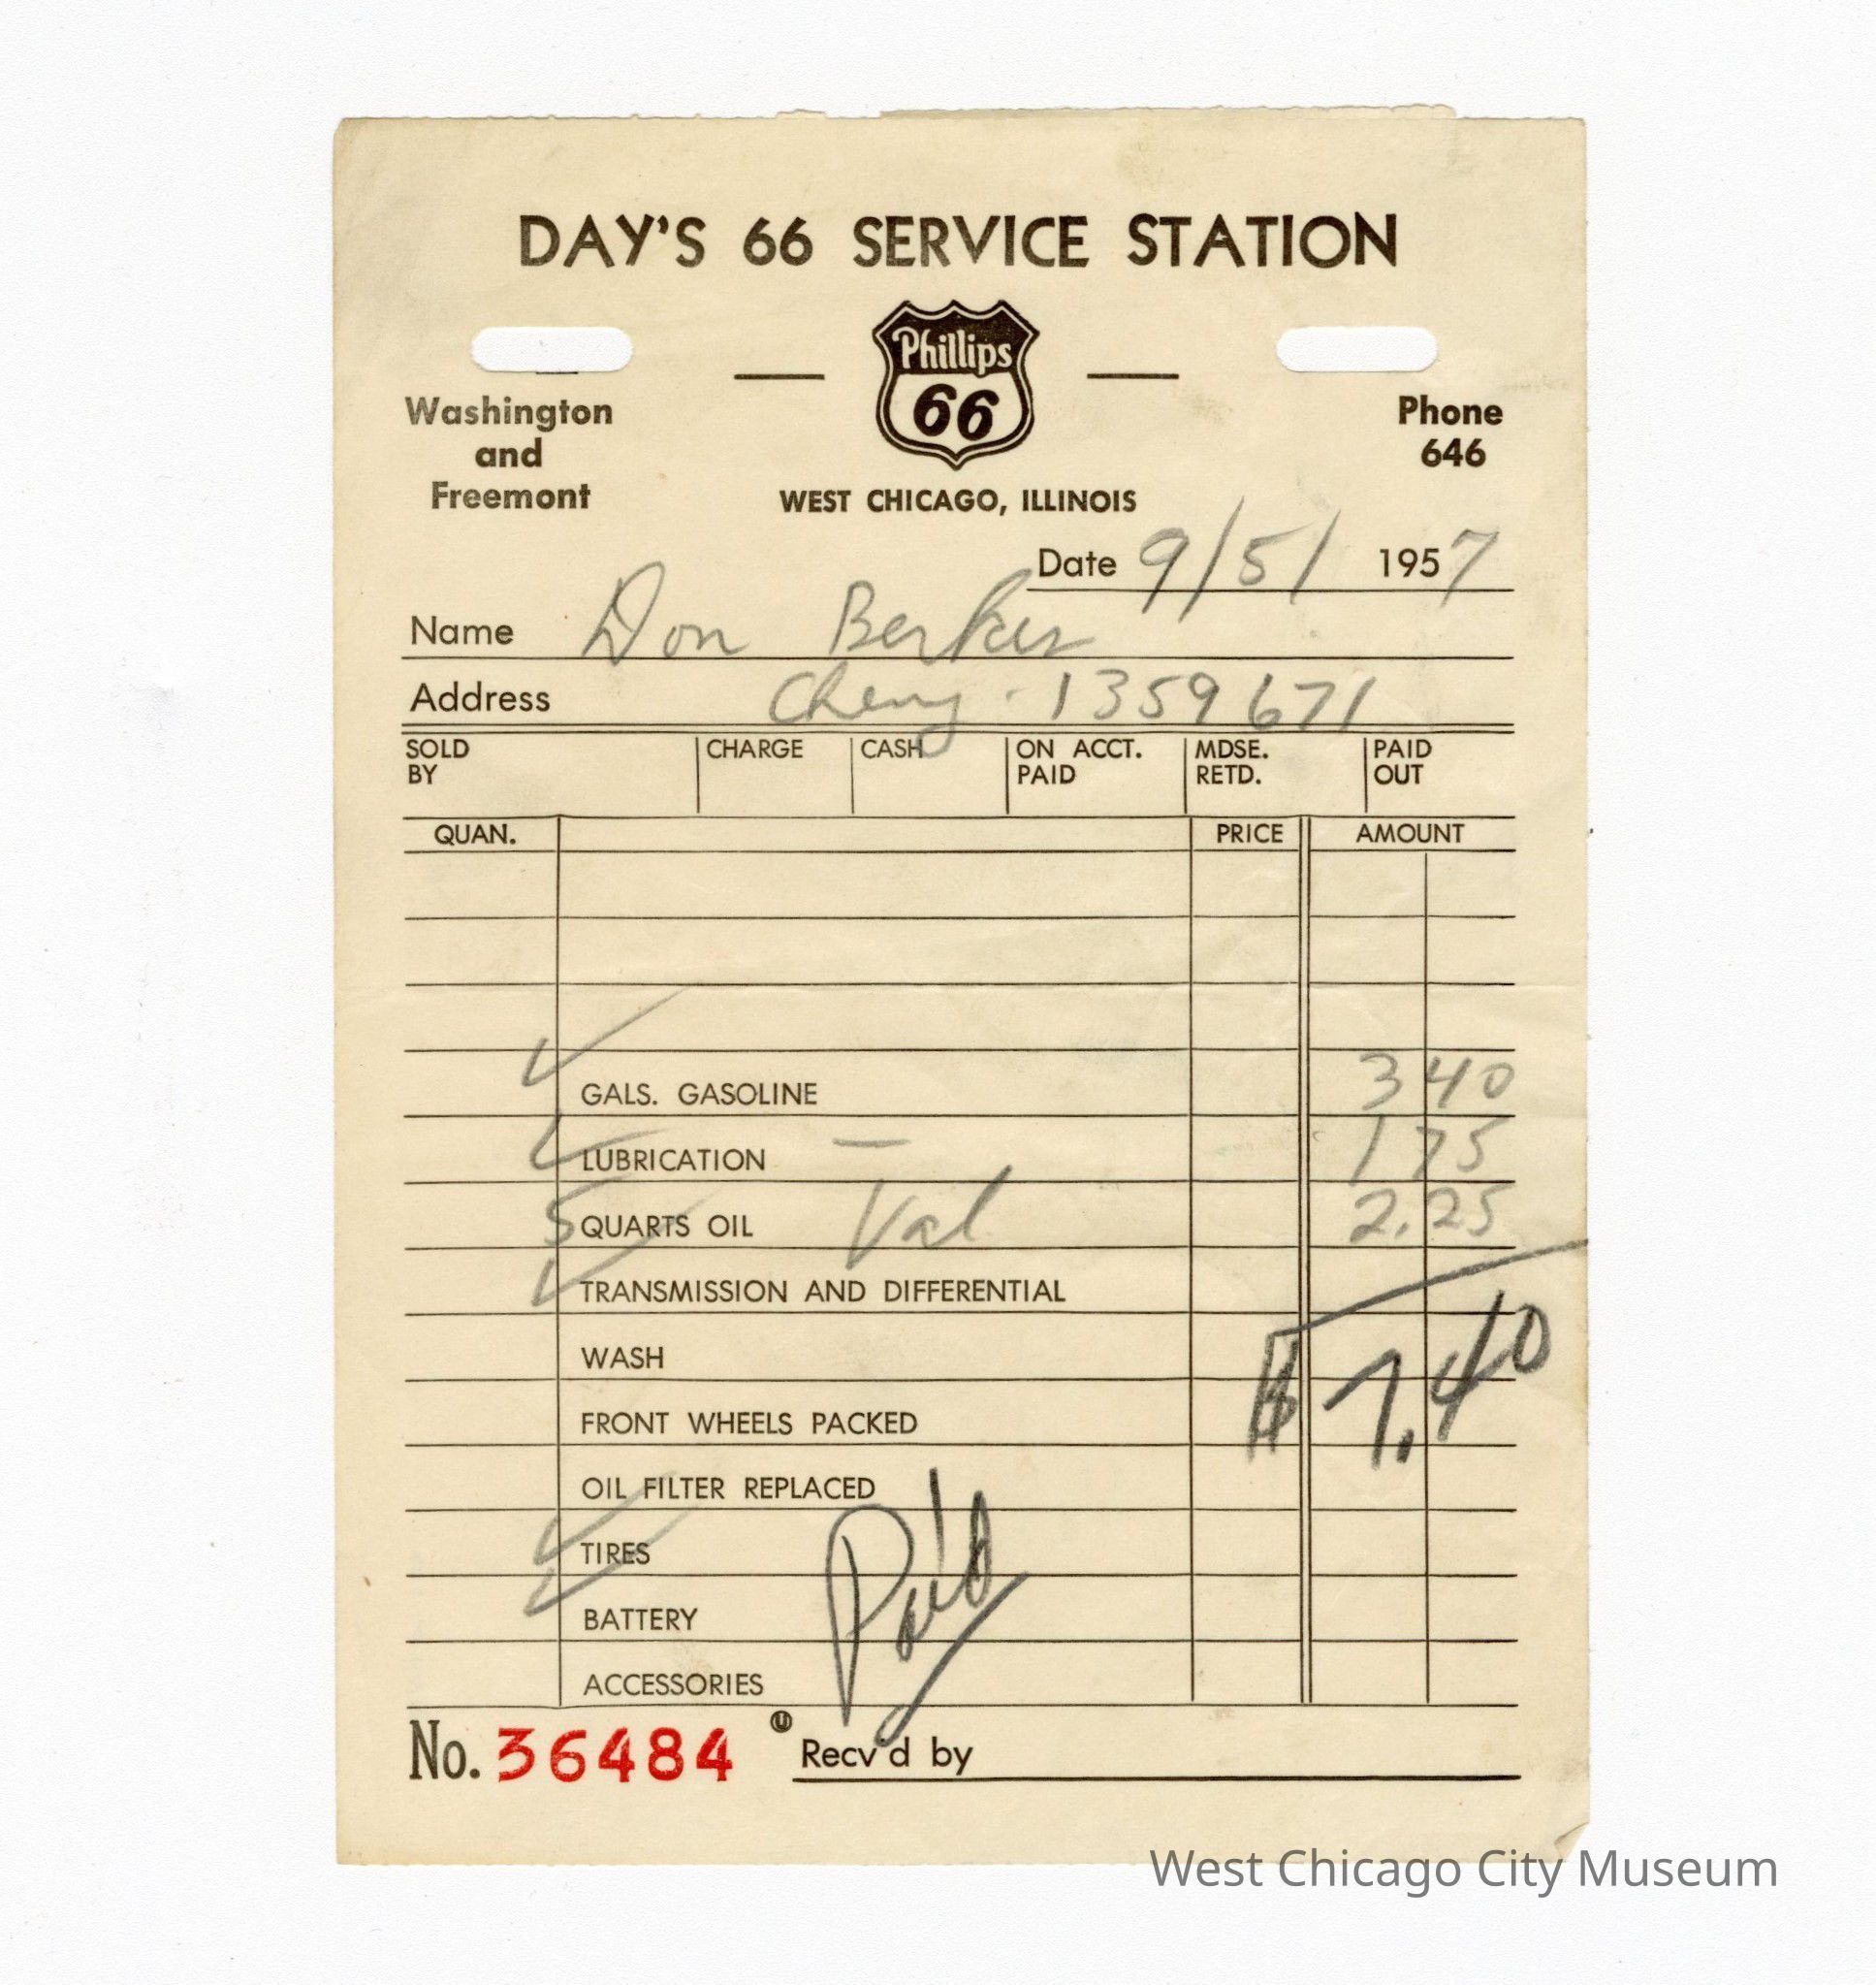 DAY'S 66 SERVICE STATION
Phillips
66
Washington
and
Freemont
Phone
646
WEST CHICAGO, ILLINOIS
Date 9/5/ 1957
Name Don
Address 1359671
SOLD BY CHARGE CASH ON ACCT. PAID MDSE. RETD. PAID OUT
QUAN. PRICE AMOUNT
✓ GALS. GASOLINE 3 40
✓ LUBRICATION — 1 75
5 QUARTS OIL Val 2.25
✓ TRANSMISSION AND DIFFERENTIAL
WASH $7.40
FRONT WHEELS PACKED
OIL FILTER REPLACED
✓ TIRES
✓ BATTERY
Paid
ACCESSORIES
No. 36484 Recv'd by
West Chicago City Museum